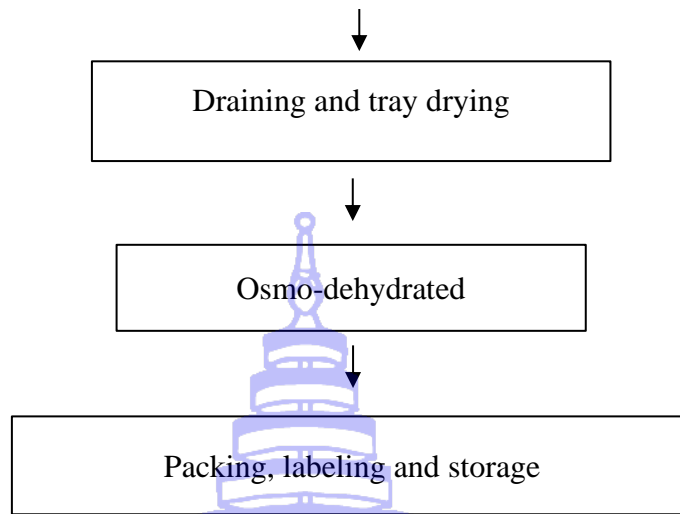 Draining and tray drying
Osmo-dehydrated
Packing, labeling and storage